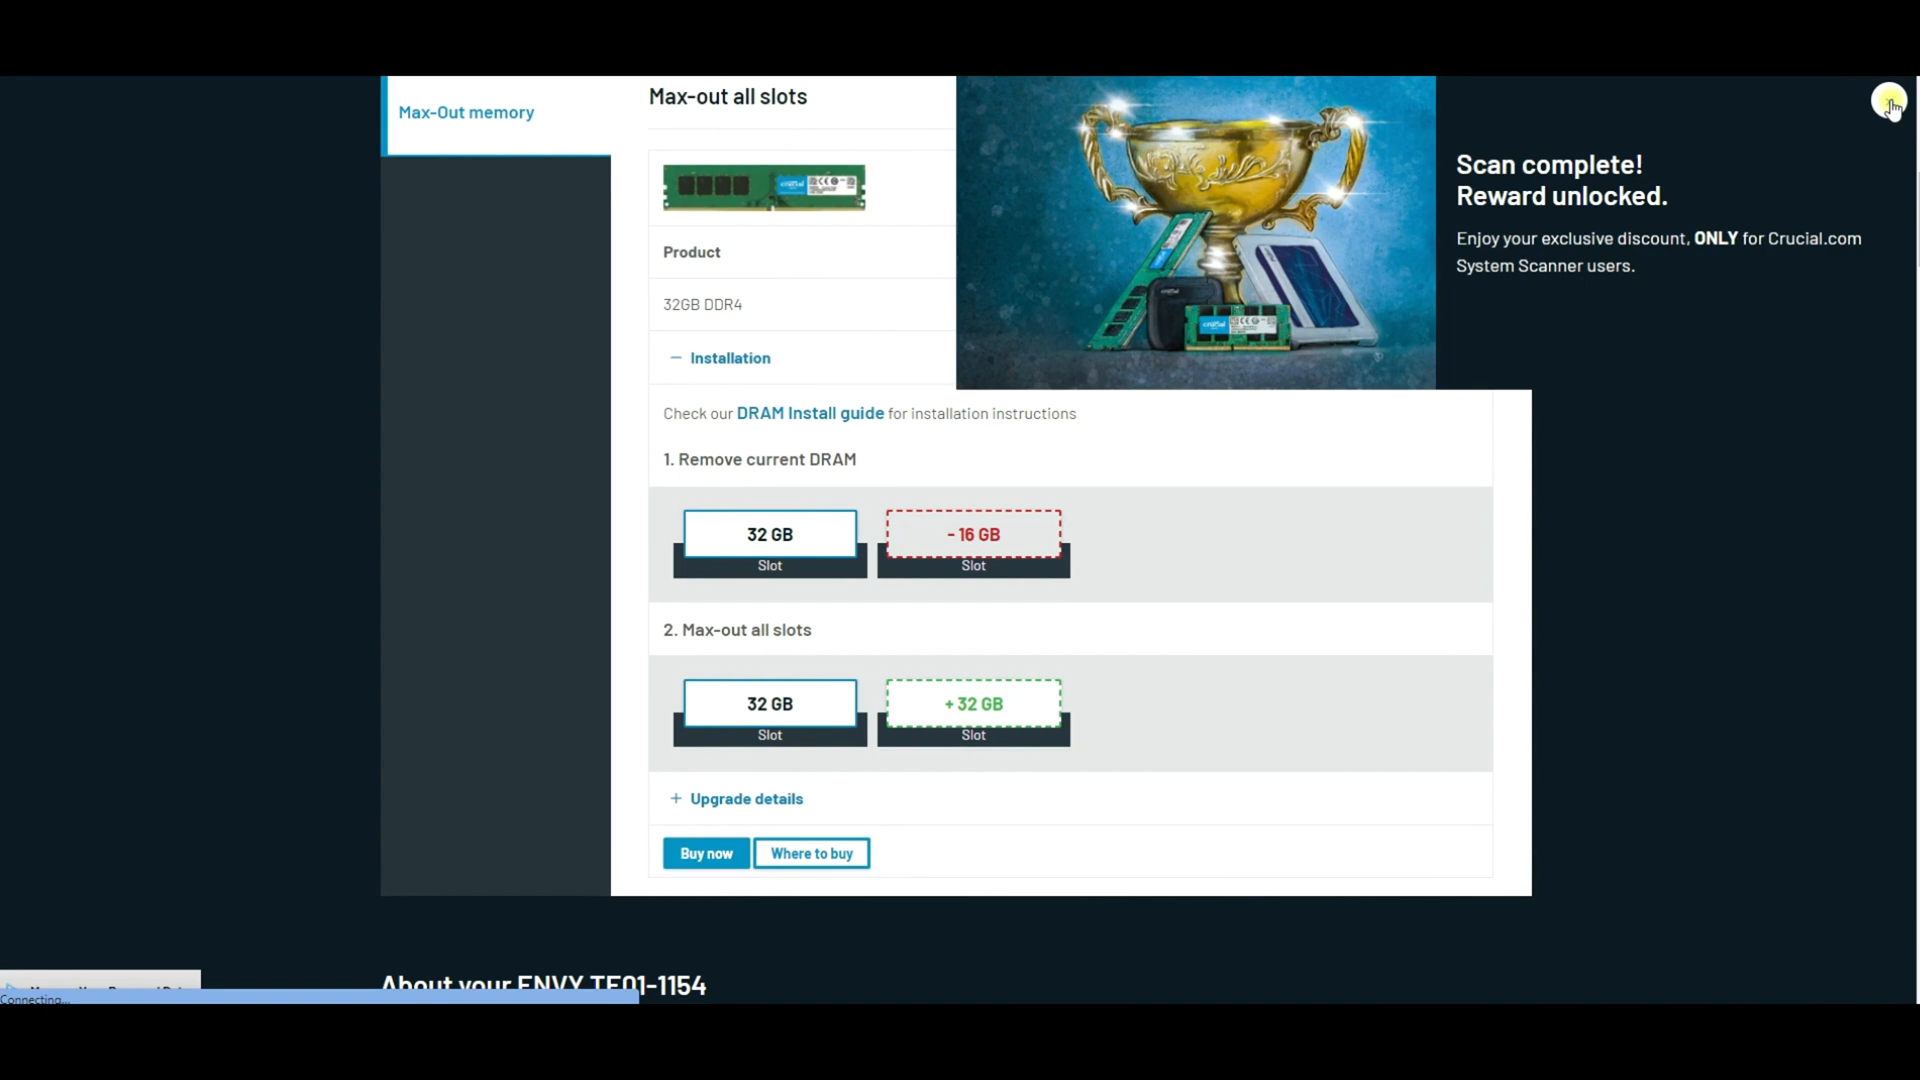 Max-Out memory
Max-out all slots
Product
32GB DDR4
− Installation
Check our DRAM Install guide for installation instructions
1. Remove current DRAM
32 GB
Slot
- 16 GB
Slot
2. Max-out all slots
32 GB
Slot
+ 32 GB
Slot
+ Upgrade details
Buy now
Where to buy
Scan complete!
Reward unlocked.
Enjoy your exclusive discount, ONLY for Crucial.com
System Scanner users.
About your ENVY TE01-1154
Connecting...